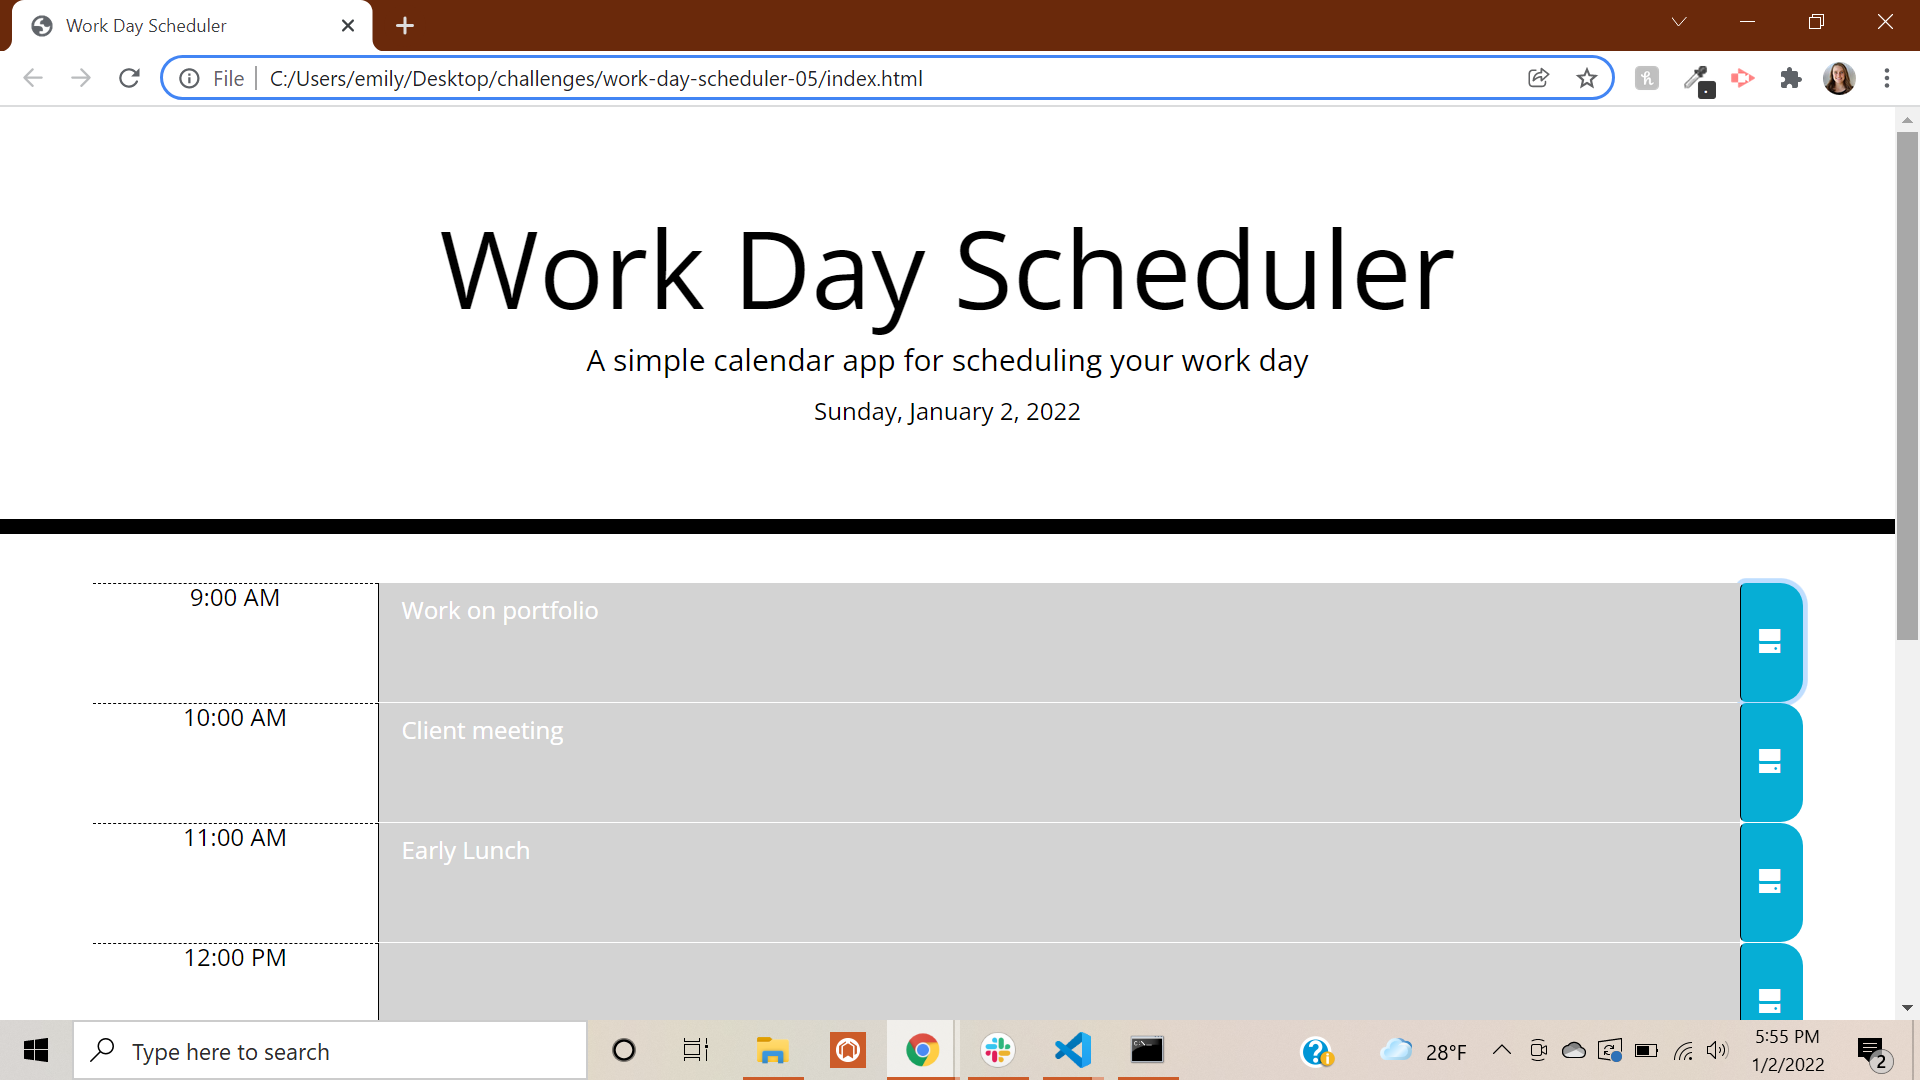 Work Day Scheduler
File
C:/Users/emily/Desktop/challenges/work-day-scheduler-05/index.html
Work Day Scheduler
A simple calendar app for scheduling your work day
Sunday, January 2, 2022
9:00 AM
Work on portfolio
10:00 AM
Client meeting
11:00 AM
Early Lunch
12:00 PM
Type here to search
28°F
5:55 PM
1/2/2022
2